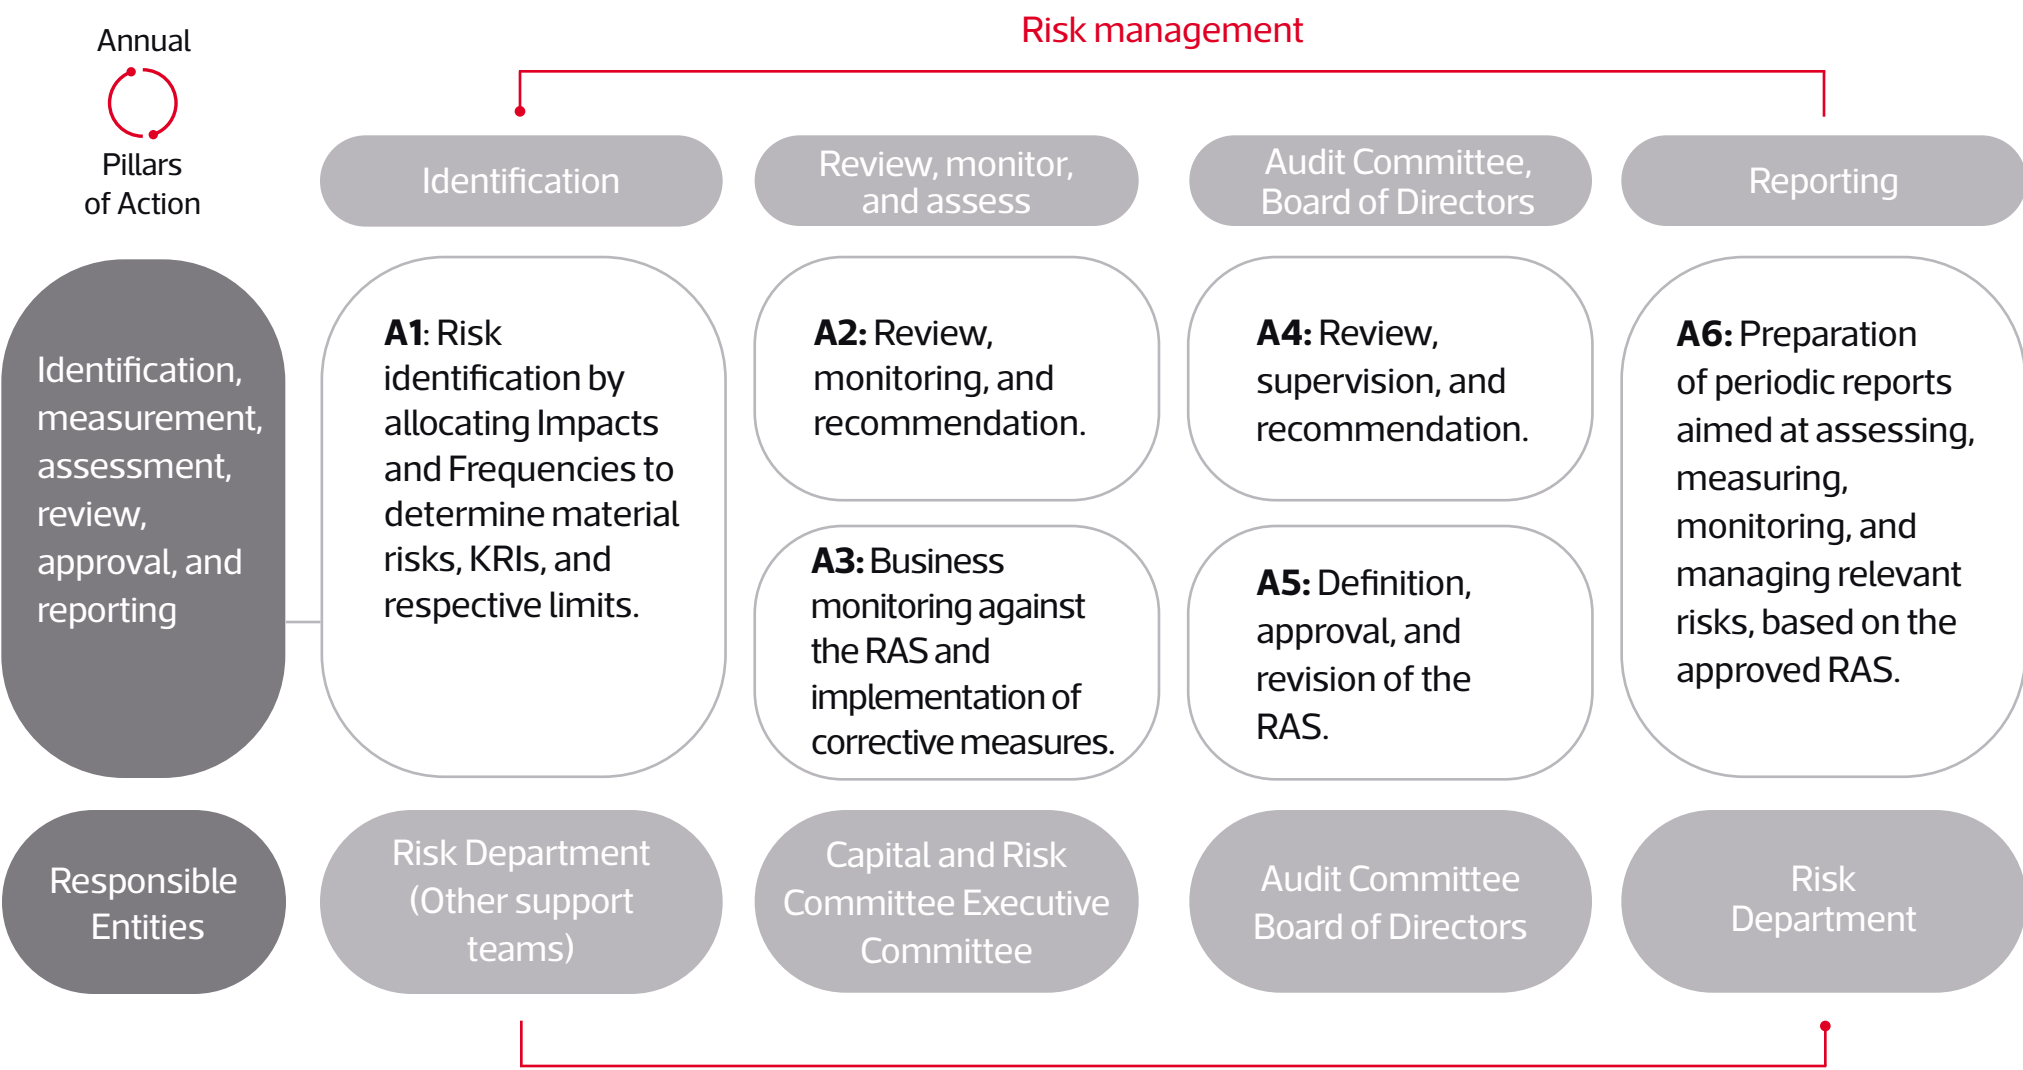 Risk management
Annual
Pillars
of Action
Identification
Review, monitor,
and assess
Audit Committee,
Board of Directors
Reporting
Identification,
measurement,
assessment,
review,
approval, and
reporting
A1: Risk
identification by
allocating Impacts
and Frequencies to
determine material
risks, KRIs, and
respective limits.
A2: Review,
monitoring, and
recommendation.
A3: Business
monitoring against
the RAS and
implementation of
corrective measures.
A4: Review,
supervision, and
recommendation.
A5: Definition,
approval, and
revision of the
RAS.
A6: Preparation
of periodic reports
aimed at assessing,
measuring,
monitoring, and
managing relevant
risks, based on the
approved RAS.
Responsible
Entities
Risk Department
(Other support
teams)
Capital and Risk
Committee Executive
Committee
Audit Committee
Board of Directors
Risk
Department